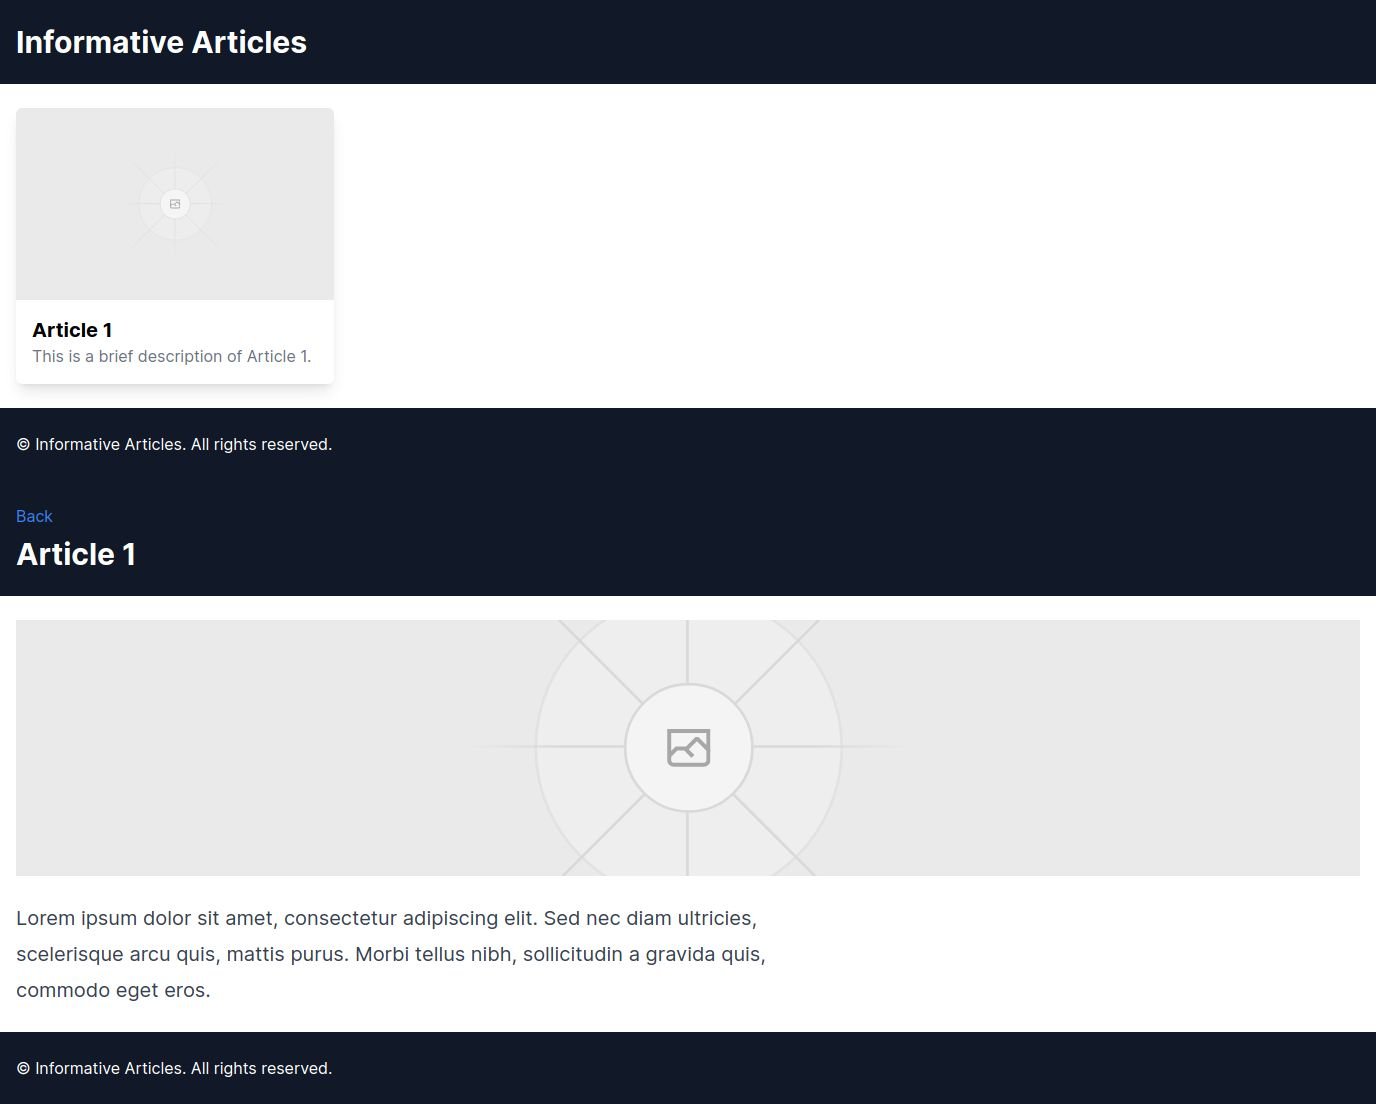 Informative Articles
Article 1
This is a brief description of Article 1.
© Informative Articles. All rights reserved.
Back
Article 1
Lorem ipsum dolor sit amet, consectetur adipiscing elit. Sed nec diam ultricies,
scelerisque arcu quis, mattis purus. Morbi tellus nibh, sollicitudin a gravida quis,
commodo eget eros.
© Informative Articles. All rights reserved.